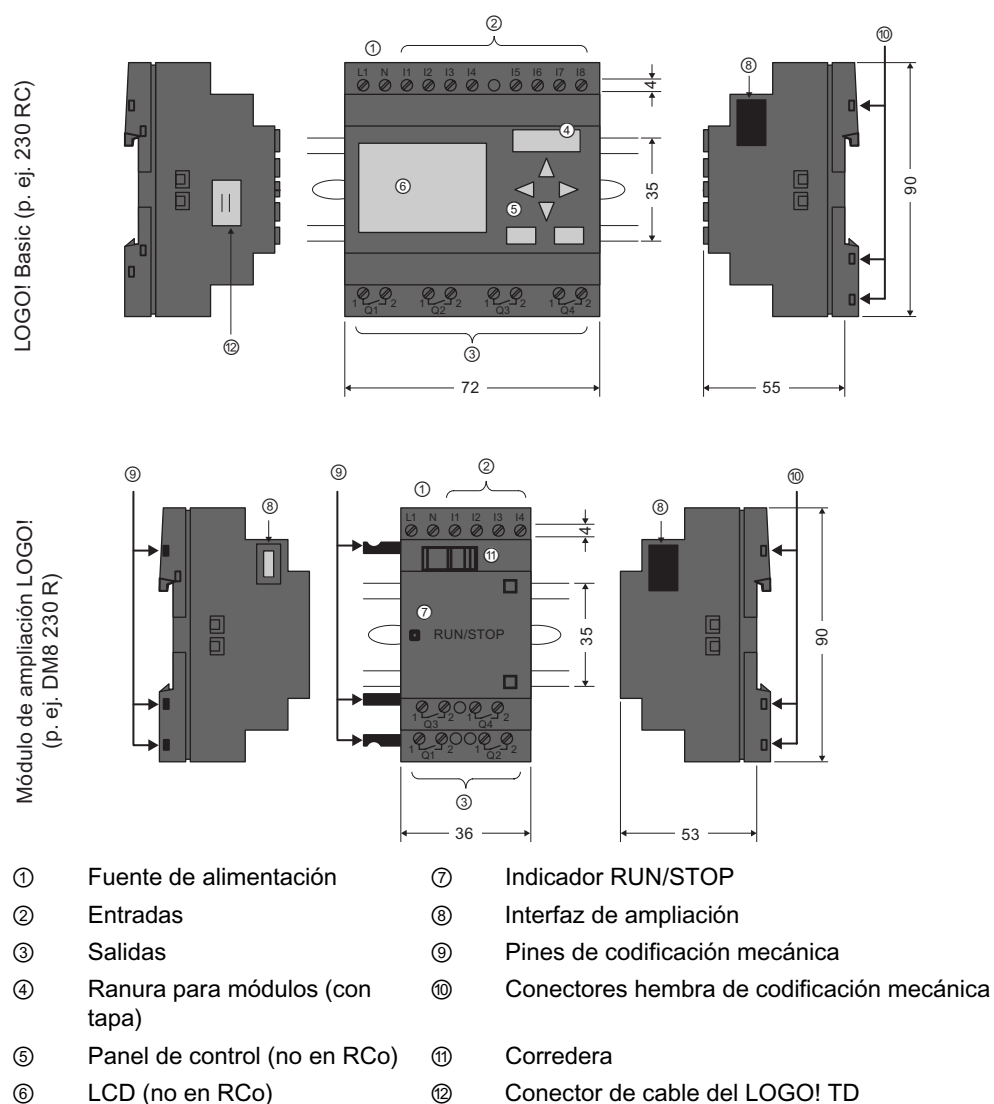 LOGO! Basic (p. ej. 230 RC)
② ① ⑩
L1 N I1 I2 I3 I4 I5 I6 I7 I8
⑧
4
④
⑥
⑤
35
90
1 2 1 2 1 2 1 2
Q1 Q2 Q3 Q4
⑫
③
72
55
Módulo de ampliación LOGO!
(p. ej. DM8 230 R)
⑨ ⑨ ② ⑩
①
⑧ ⑧
L1 N I1 I2 I3 I4
4
⑪
⑦
RUN/STOP
35
90
1 2 1 2
Q3 Q4
1 2 1 2
Q1 Q2
③
36
53
① Fuente de alimentación ⑦ Indicador RUN/STOP
② Entradas ⑧ Interfaz de ampliación
③ Salidas ⑨ Pines de codificación mecánica
④ Ranura para módulos (con ⑩ Conectores hembra de codificación mecánica
tapa)
⑤ Panel de control (no en RCo) ⑪ Corredera
⑥ LCD (no en RCo) ⑫ Conector de cable del LOGO! TD